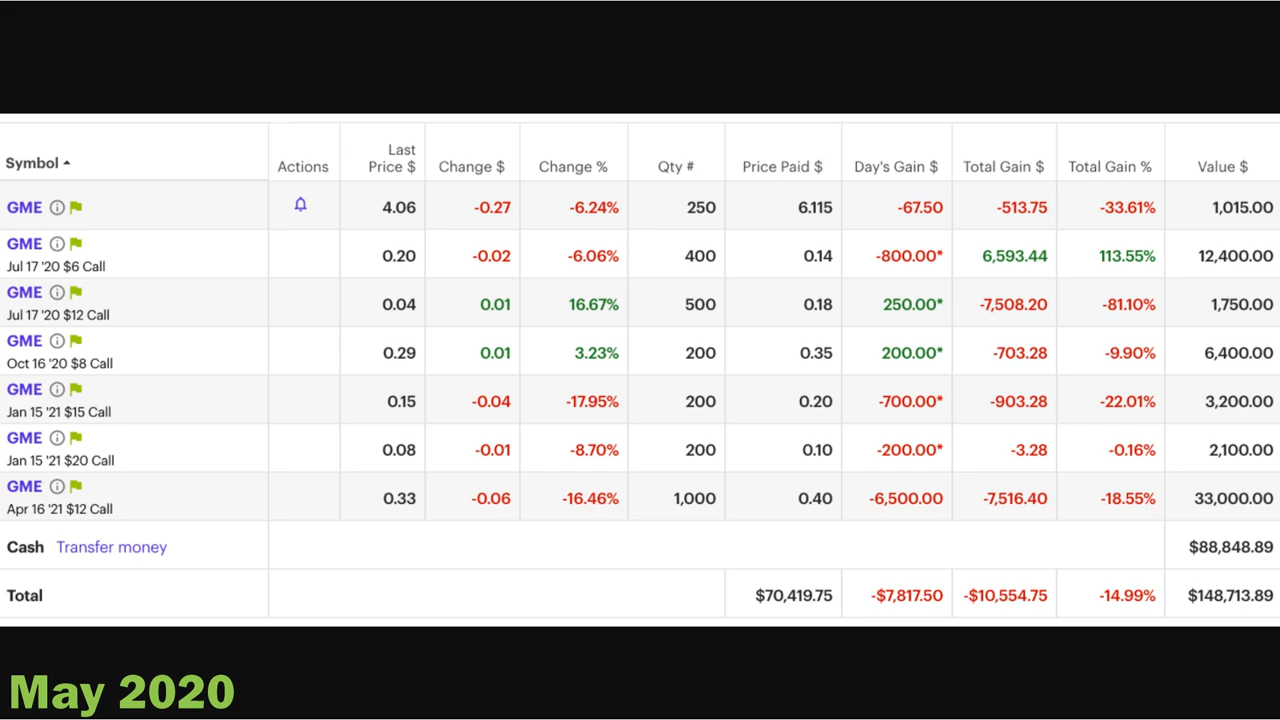 Symbol Actions Last Price $ Change $ Change % Qty # Price Paid $ Day's Gain $ Total Gain $ Total Gain % Value $
GME 4.06 -0.27 -6.24% 250 6.115 -67.50 -513.75 -33.61% 1,015.00
GME 0.20 -0.02 -6.06% 400 0.14 -800.00* 6,593.44 113.55% 12,400.00
Jul 17 '20 $6 Call
GME 0.04 0.01 16.67% 500 0.18 250.00* -7,508.20 -81.10% 1,750.00
Jul 17 '20 $12 Call
GME 0.29 0.01 3.23% 200 0.35 200.00* -703.28 -9.90% 6,400.00
Oct 16 '20 $8 Call
GME 0.15 -0.04 -17.95% 200 0.20 -700.00* -903.28 -22.01% 3,200.00
Jan 15 '21 $15 Call
GME 0.08 -0.01 -8.70% 200 0.10 -200.00* -3.28 -0.16% 2,100.00
Jan 15 '21 $20 Call
GME 0.33 -0.06 -16.46% 1,000 0.40 -6,500.00 -7,516.40 -18.55% 33,000.00
Apr 16 '21 $12 Call
Cash Transfer money $88,848.89
Total $70,419.75 -$7,817.50 -$10,554.75 -14.99% $148,713.89
May 2020